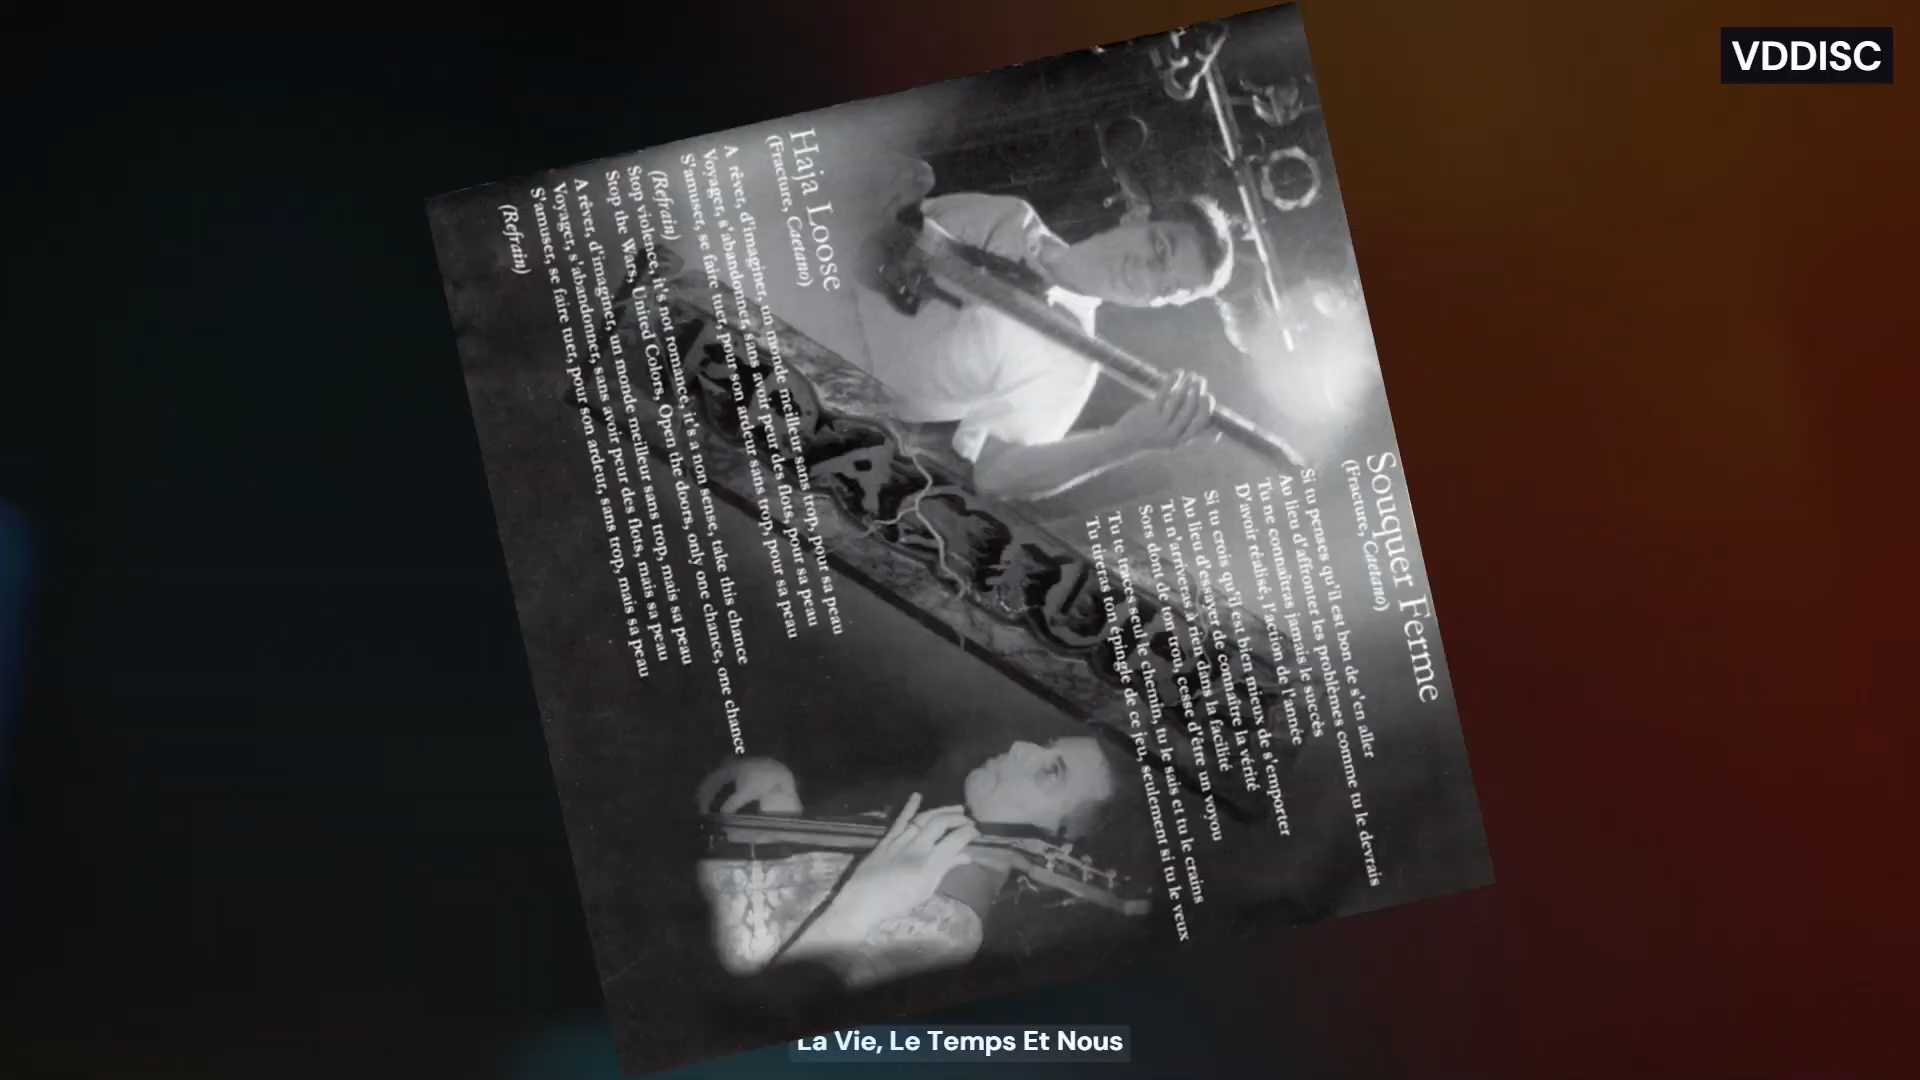 VDDISC
Souquer Ferme
(Fracture, Caetano)
Si tu penses qu'il est bon de s'en aller
Au lieu d'affronter les problèmes comme tu le devrais
Tu ne connaîtras jamais le succès
D'avoir réalisé, l'action de l'année
Si tu crois qu'il est bien mieux de s'emporter
Au lieu d'essayer de connaître la vérité
Tu n'arriveras à rien dans la facilité
Sors dont de ton trou, cesse d'être un voyou
Tu te traces seul le chemin, tu le sais et tu le crains
Tu tireras ton épingle de ce jeu, seulement si tu le veux
Haja Loose
(Fracture, Caetano)
A rêver, d'imaginer, un monde meilleur sans trop, pour sa peau
Voyager, s'abandonner, sans avoir peur des flots, pour sa peau
S'amuser, se faire tuer, pour son ardeur sans trop, pour sa peau
(Refrain)
Stop violence, it's not romance, it's a non sense, take this chance
Stop the Wars, United Colors, Open the doors, only one chance, one chance
A rêver, d'imaginer, un monde meilleur sans trop, mais sa peau
Voyager, s'abandonner, sans avoir peur des flots, mais sa peau
S'amuser, se faire tuer, pour son ardeur, sans trop, mais sa peau
(Refrain)
La Vie, Le Temps Et Nous